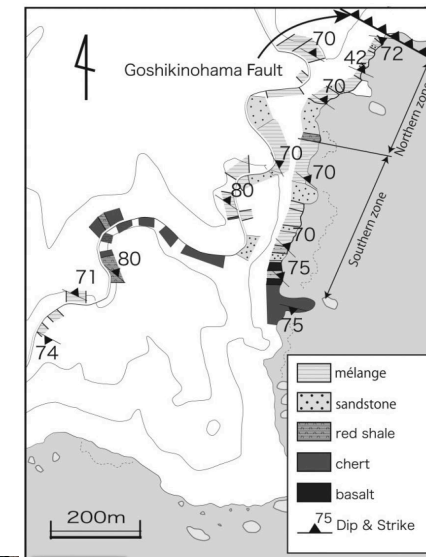 70
Goshikinohama Fault
42
72
70
Northern zone
70
70
80
Southern zone
70
71
80
75
74
75
mélange
sandstone
red shale
chert
basalt
75
Dip & Strike
200m